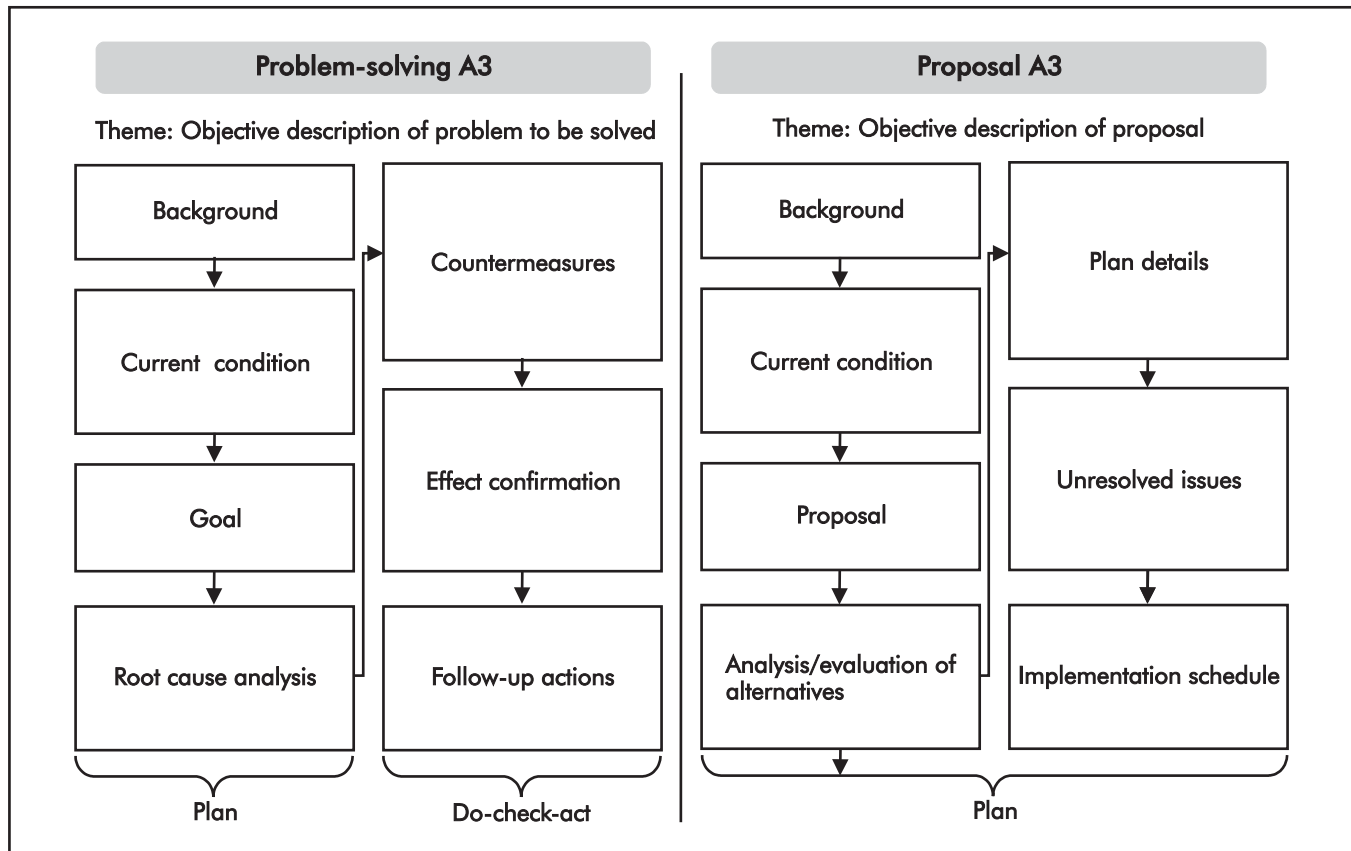 Problem-solving A3
Theme: Objective description of problem to be solved
Background
Current condition
Goal
Root cause analysis
Plan
Countermeasures
Effect confirmation
Follow-up actions
Do-check-act
Proposal A3
Theme: Objective description of proposal
Background
Current condition
Proposal
Analysis/evaluation of
alternatives
Plan details
Unresolved issues
Implementation schedule
Plan